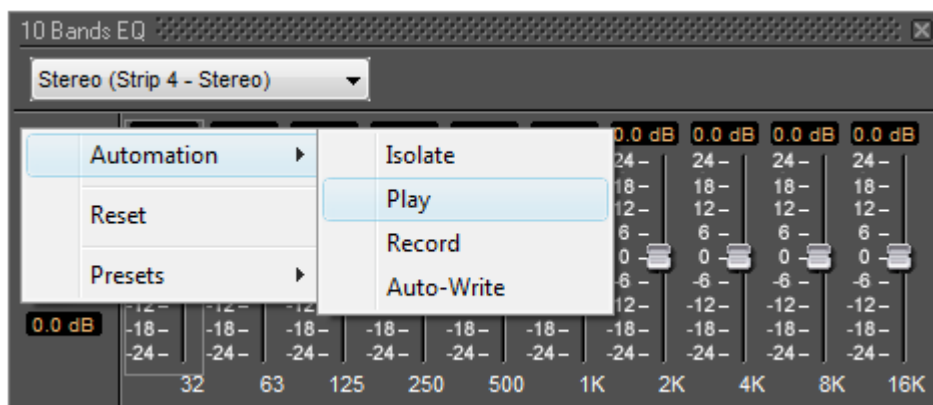 10 Bands EQ
Stereo (Strip 4 - Stereo)
0.0 dB 0.0 dB 0.0 dB 0.0 dB
Automation Isolate 24 24 24 24
18 18 18 18
Play 12 12 12 12
Reset 6 6 6 6
Record 0 0 0 0
Presets Auto-Write -6 -6 -6 -6
-12 -12 -12 -12 -12 -12 -12
0.0 dB -18 -18 -18 -18 -18 -18 -18 -18 -18 -18
-24 -24 -24 -24 -24 -24 -24 -24 -24 -24
32 63 125 250 500 1K 2K 4K 8K 16K